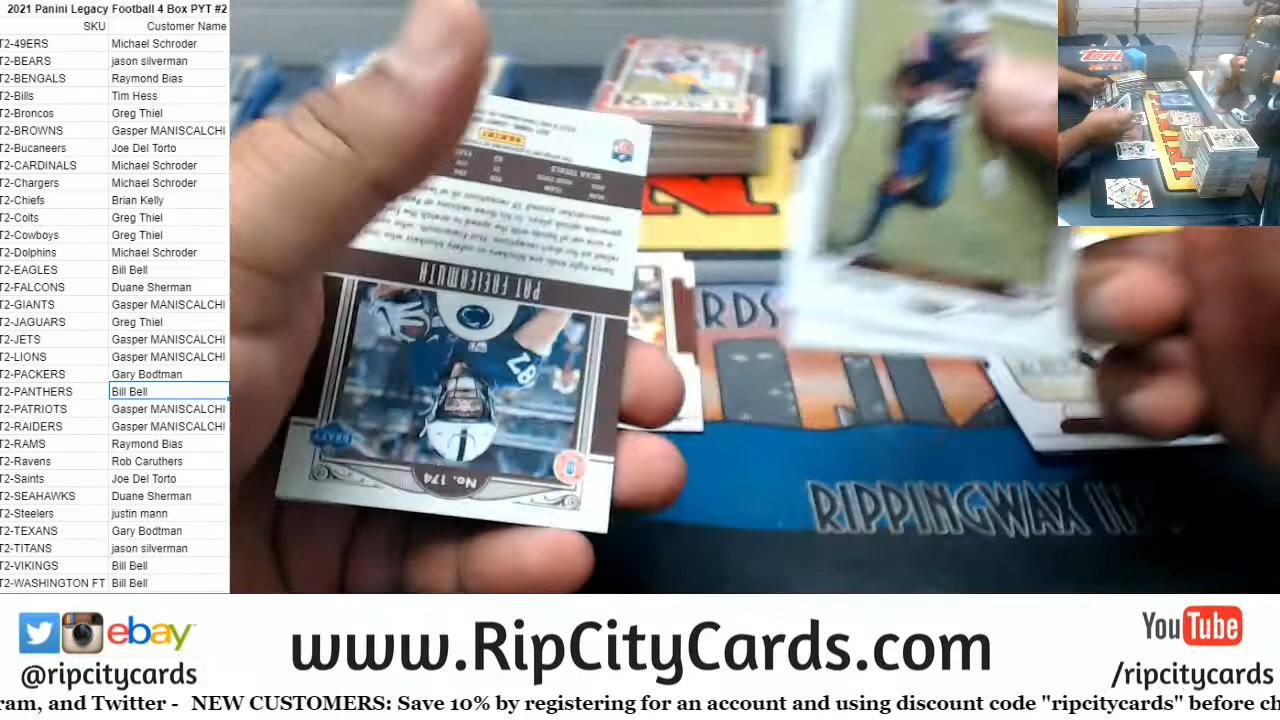 2021 Panini Legacy Football 4 Box PYT #2
SKU Customer Name
T2-49ERS Michael Schroder
T2-BEARS jason silverman
T2-BENGALS Raymond Bias
T2-Bills Tim Hess
T2-Broncos Greg Thiel
T2-BROWNS Gasper MANISCALCHI
T2-Bucaneers Joe Del Torto
T2-CARDINALS Michael Schroder
T2-Chargers Michael Schroder
T2-Chiefs Brian Kelly
T2-Colts Greg Thiel
T2-Cowboys Greg Thiel
T2-Dolphins Michael Schroder
T2-EAGLES Bill Bell
T2-FALCONS Duane Sherman
T2-GIANTS Gasper MANISCALCHI
T2-JAGUARS Greg Thiel
T2-JETS Gasper MANISCALCHI
T2-LIONS Gasper MANISCALCHI
T2-PACKERS Gary Bodtman
T2-PANTHERS Bill Bell
T2-PATRIOTS Gasper MANISCALCHI
T2-RAIDERS Gasper MANISCALCHI
T2-RAMS Raymond Bias
T2-Ravens Rob Caruthers
T2-Saints Joe Del Torto
T2-SEAHAWKS Duane Sherman
T2-Steelers justin mann
T2-TEXANS Gary Bodtman
T2-TITANS jason silverman
T2-VIKINGS Bill Bell
T2-WASHINGTON FT Bill Bell
PANINI
PAT FREIERMUTH
87
DRAFT
No. 174
RDS
RIPPINGWAX
ebay
@ripcitycards
www.RipCityCards.com
YouTube
/ripcitycards
ram, and Twitter - NEW CUSTOMERS: Save 10% by registering for an account and using discount code "ripcitycards" before ch